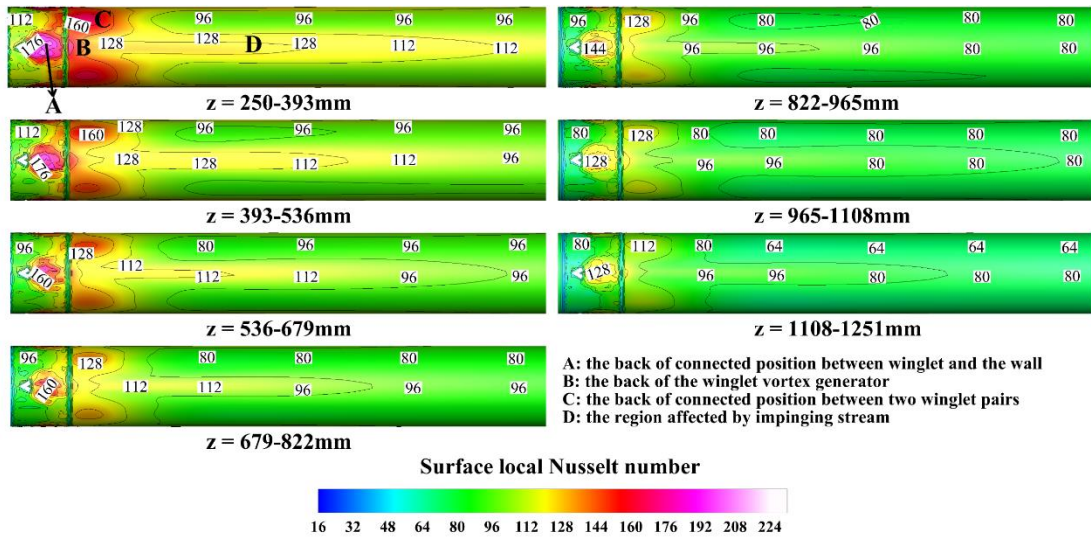 112 160 C 96 96 96 96
176 B 128 128 D 128 112 112
A
z = 250-393mm
112 160 128 96 96 96 96
176 128 128 112 112 96
z = 393-536mm
96 128 80 96 96 96
160 112 112 112 96 96
z = 536-679mm
96 128 80 80 80 80
160 112 112 96 96 96
z = 679-822mm
96 128 96 80 80 80 80
144 96 96 96 80 80
z = 822-965mm
80 128 80 80 80 80 80
128 96 96 80 80 80
z = 965-1108mm
80 112 80 64 64 64 64
128 96 96 80 80 80
z = 1108-1251mm
A: the back of connected position between winglet and the wall
B: the back of the winglet vortex generator
C: the back of connected position between two winglet pairs
D: the region affected by impinging stream
Surface local Nusselt number
16 32 48 64 80 96 112 128 144 160 176 192 208 224